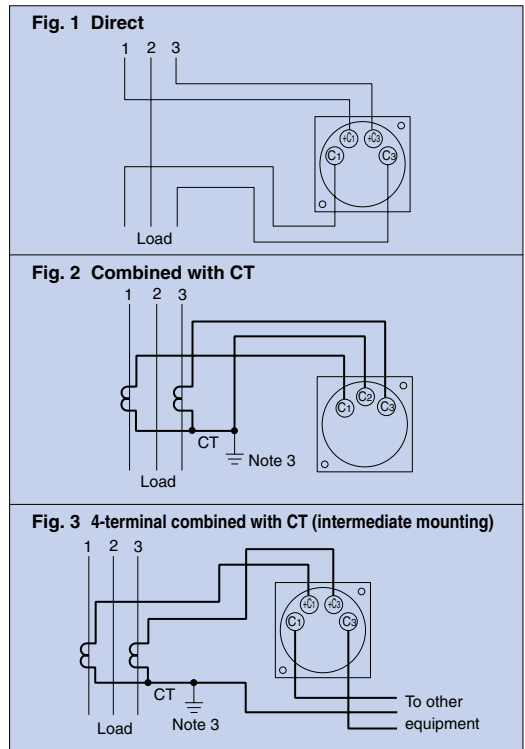 Fig. 1 Direct
1 2 3
+C1 +C3
C1 C3
Load
Fig. 2 Combined with CT
1 2 3
C1 C2 C3
CT
Note 3
Load
Fig. 3 4-terminal combined with CT (intermediate mounting)
1 2 3
+C1 +C3
C1 C3
CT
To other
Load Note 3 equipment